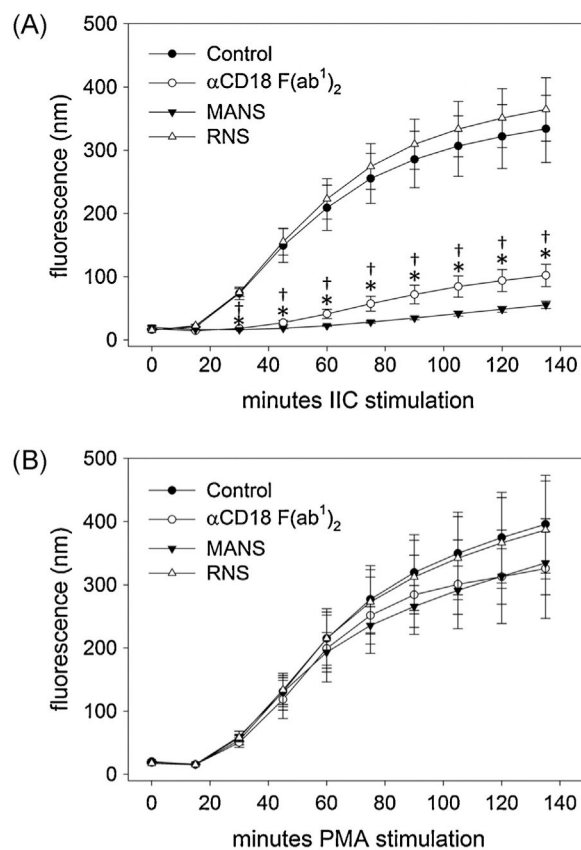 (A)
500
400
300
200
100
0
fluorescence (nm)
Control
αCD18 F(ab¹)₂
MANS
RNS
† † † † † † † †
* * * * * * * *
0 20 40 60 80 100 120 140
minutes IIC stimulation
(B)
500
400
300
200
100
0
fluorescence (nm)
Control
αCD18 F(ab¹)₂
MANS
RNS
0 20 40 60 80 100 120 140
minutes PMA stimulation